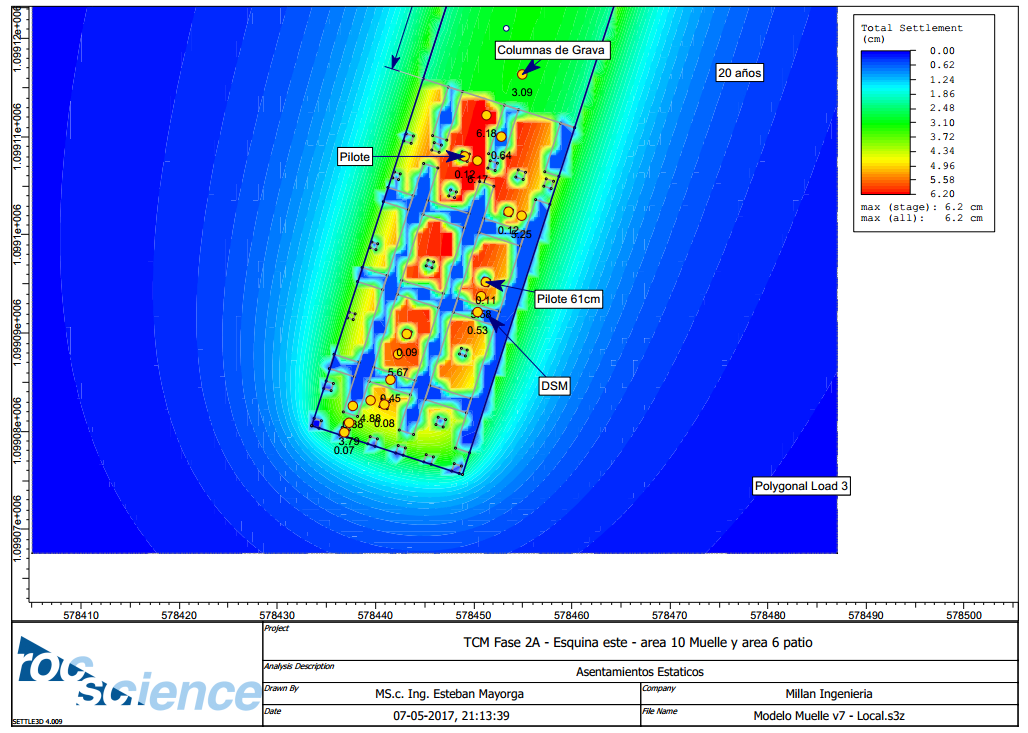 Total Settlement
(cm)
0.00
0.62
1.24
1.86
2.48
3.10
3.72
4.34
4.96
5.58
6.20
max (stage): 6.2 cm
max (all): 6.2 cm
20 años
Columnas de Grava
3.09
6.18
0.64
Pilote
0.12
6.17
0.12
5.25
Pilote 61cm
0.11
0.53
0.09
5.67
DSM
0.45
4.88
0.08
3.79
0.07
Polygonal Load 3
1.09912e+006
1.09911e+006
1.0991e+006
1.09909e+006
1.09908e+006
1.09907e+006
578410
578420
578430
578440
578450
578460
578470
578480
578490
578500
rocscience
SETTLE3D 4.009
Project
TCM Fase 2A - Esquina este - area 10 Muelle y area 6 patio
Analysis Description
Asentamientos Estaticos
Drawn By
MS.c. Ing. Esteban Mayorga
Company
Millan Ingenieria
Date
07-05-2017, 21:13:39
File Name
Modelo Muelle v7 - Local.s3z